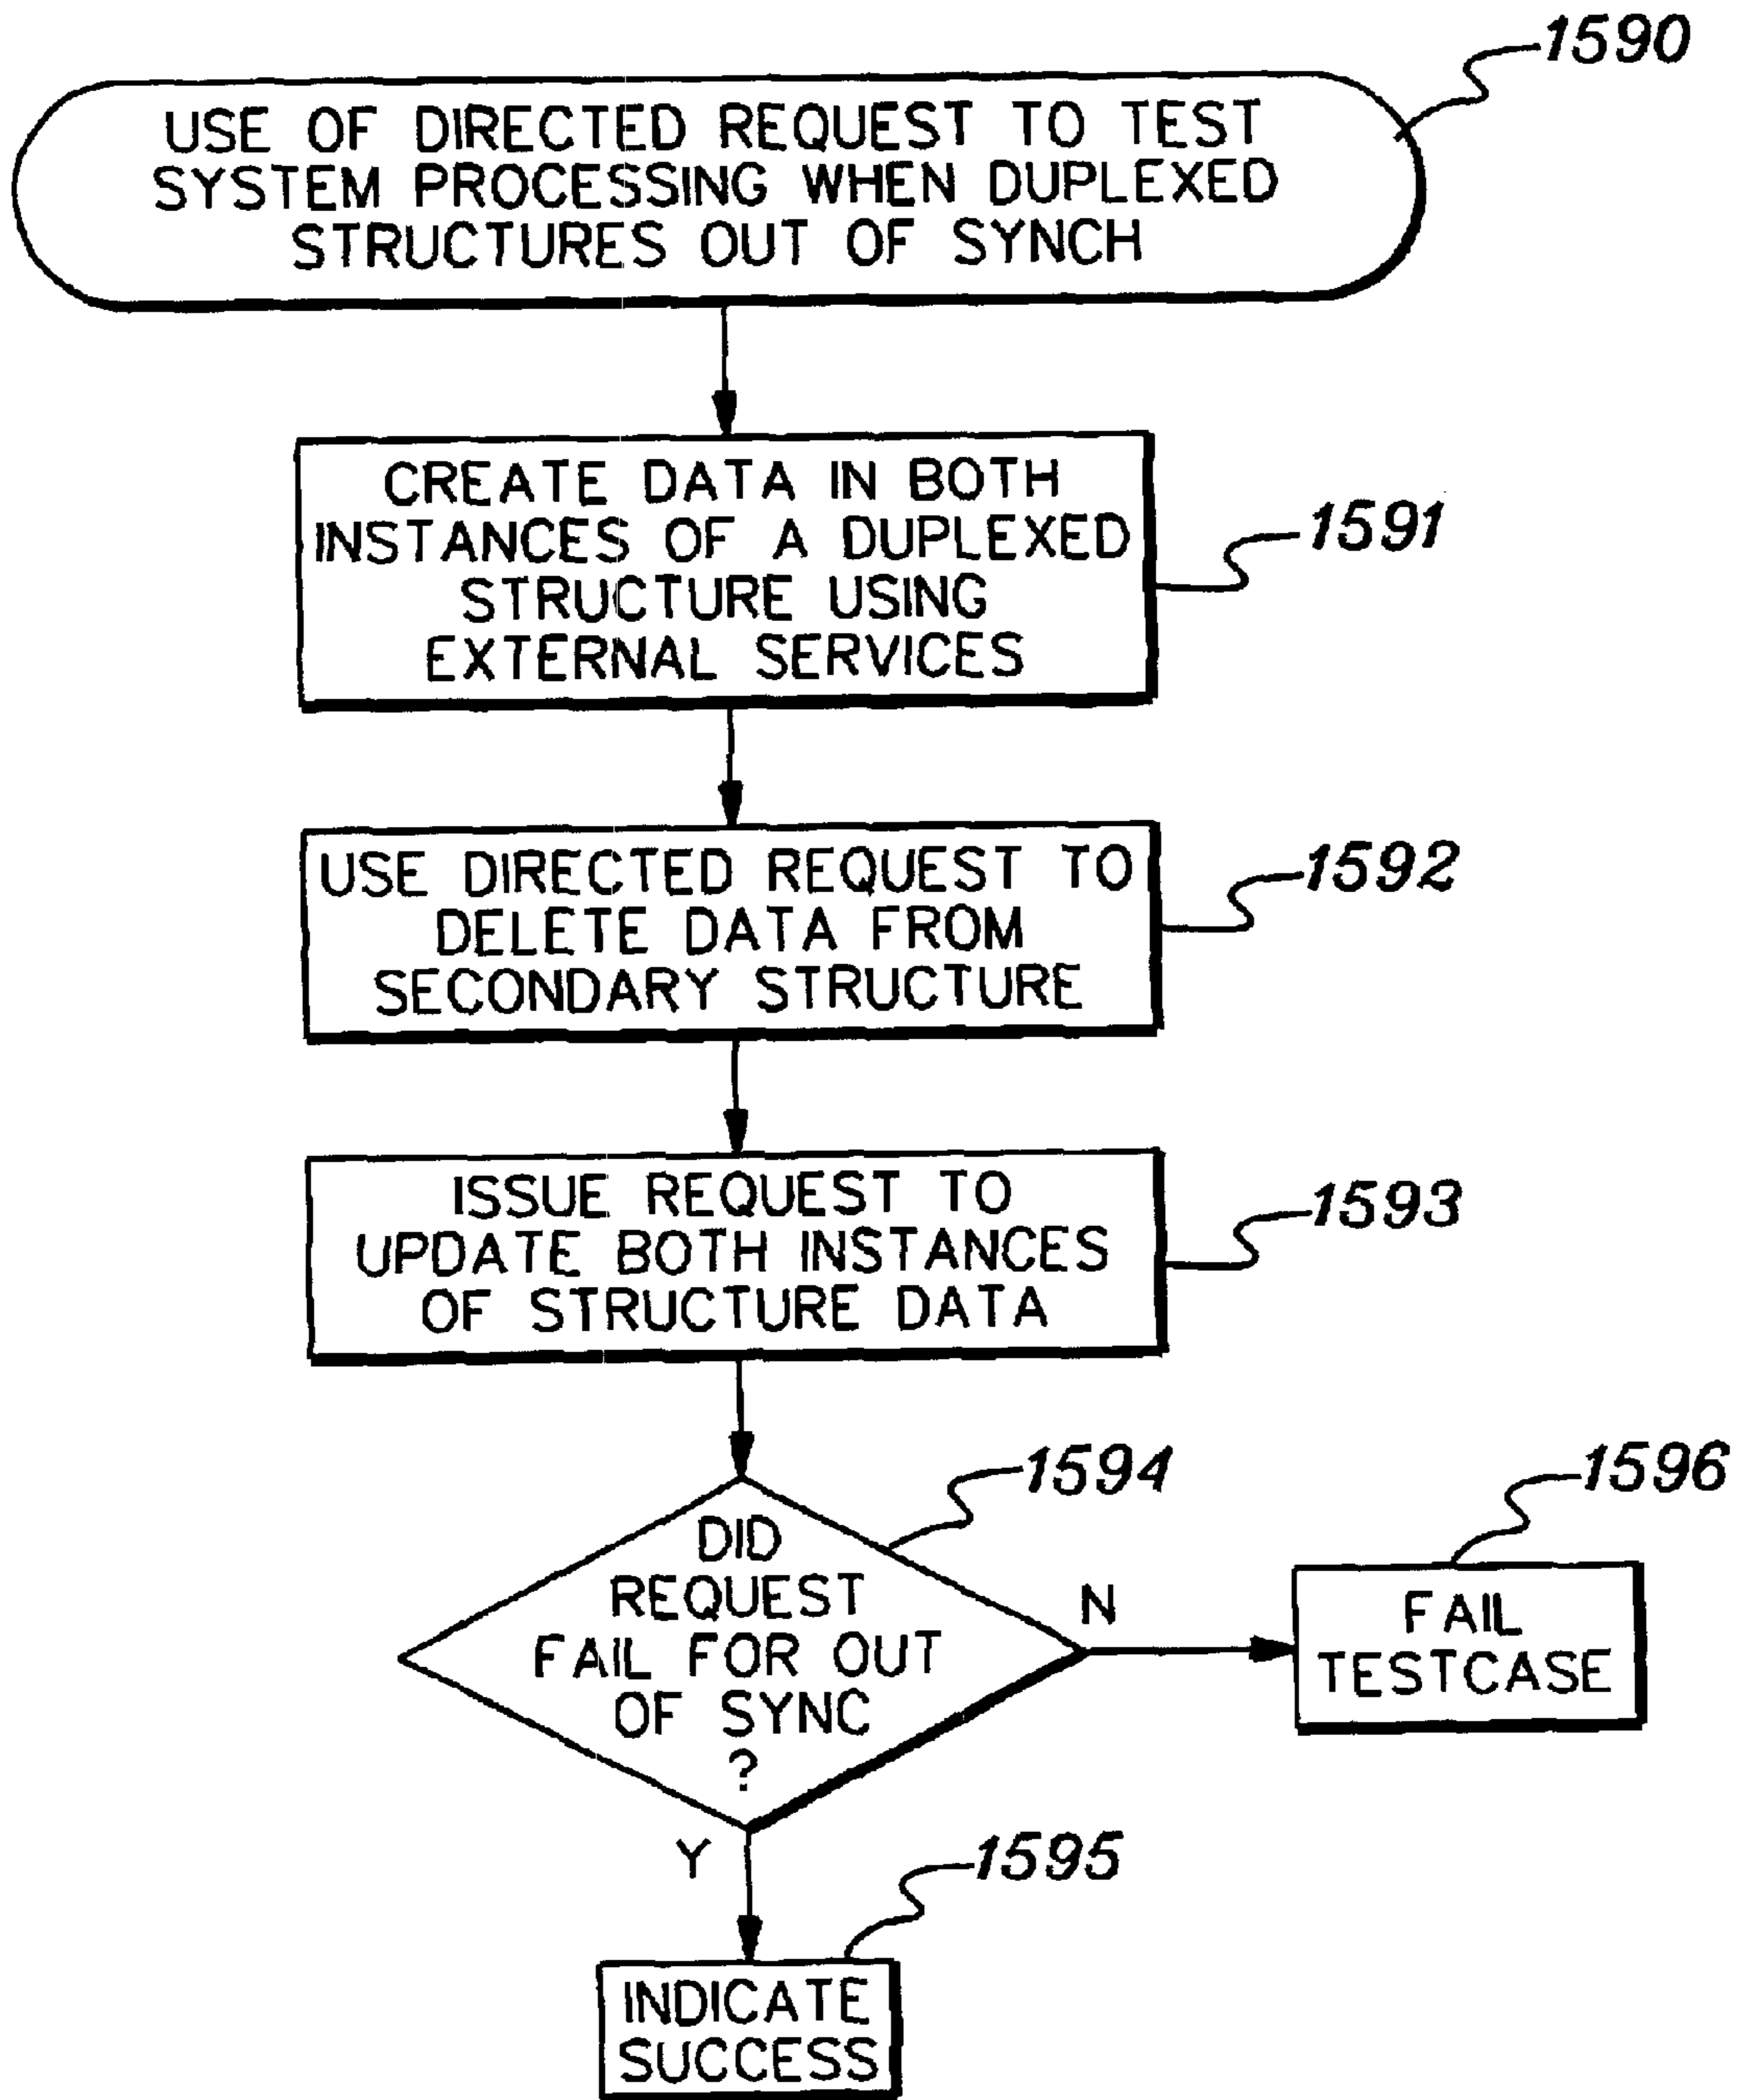 1590
USE OF DIRECTED REQUEST TO TEST
SYSTEM PROCESSING WHEN DUPLEXED
STRUCTURES OUT OF SYNCH
CREATE DATA IN BOTH
INSTANCES OF A DUPLEXED
STRUCTURE USING
EXTERNAL SERVICES
1591
USE DIRECTED REQUEST TO
DELETE DATA FROM
SECONDARY STRUCTURE
1592
ISSUE REQUEST TO
UPDATE BOTH INSTANCES
OF STRUCTURE DATA
1593
DID
REQUEST
FAIL FOR OUT
OF SYNC
?
1594
N
1596
FAIL
TESTCASE
Y
1595
INDICATE
SUCCESS